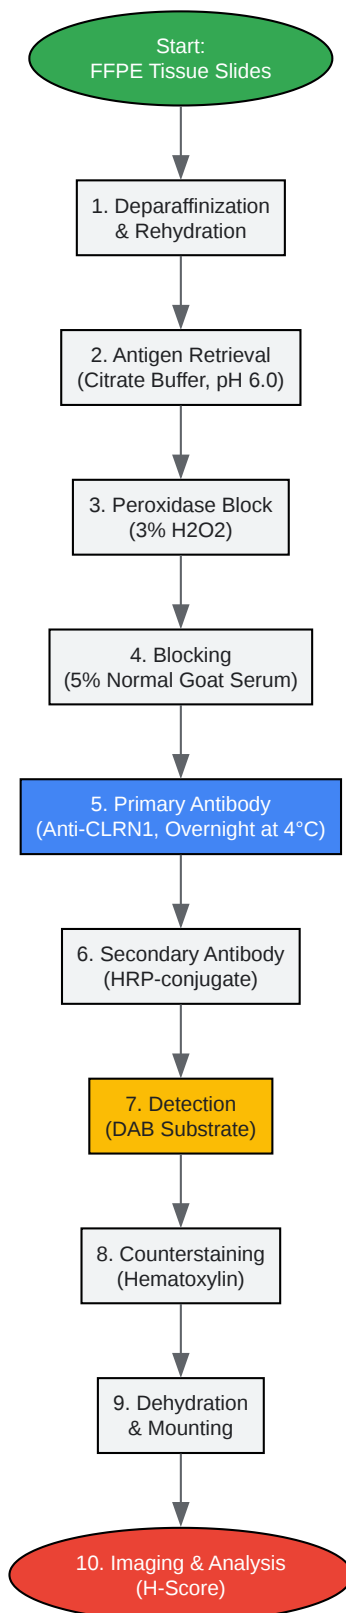 Start:
FFPE Tissue Slides
1. Deparaffinization
& Rehydration
2. Antigen Retrieval
(Citrate Buffer, pH 6.0)
3. Peroxidase Block
(3% H2O2)
4. Blocking
(5% Normal Goat Serum)
5. Primary Antibody
(Anti-CLRN1, Overnight at 4°C)
6. Secondary Antibody
(HRP-conjugate)
7. Detection
(DAB Substrate)
8. Counterstaining
(Hematoxylin)
9. Dehydration
& Mounting
10. Imaging & Analysis
(H-Score)